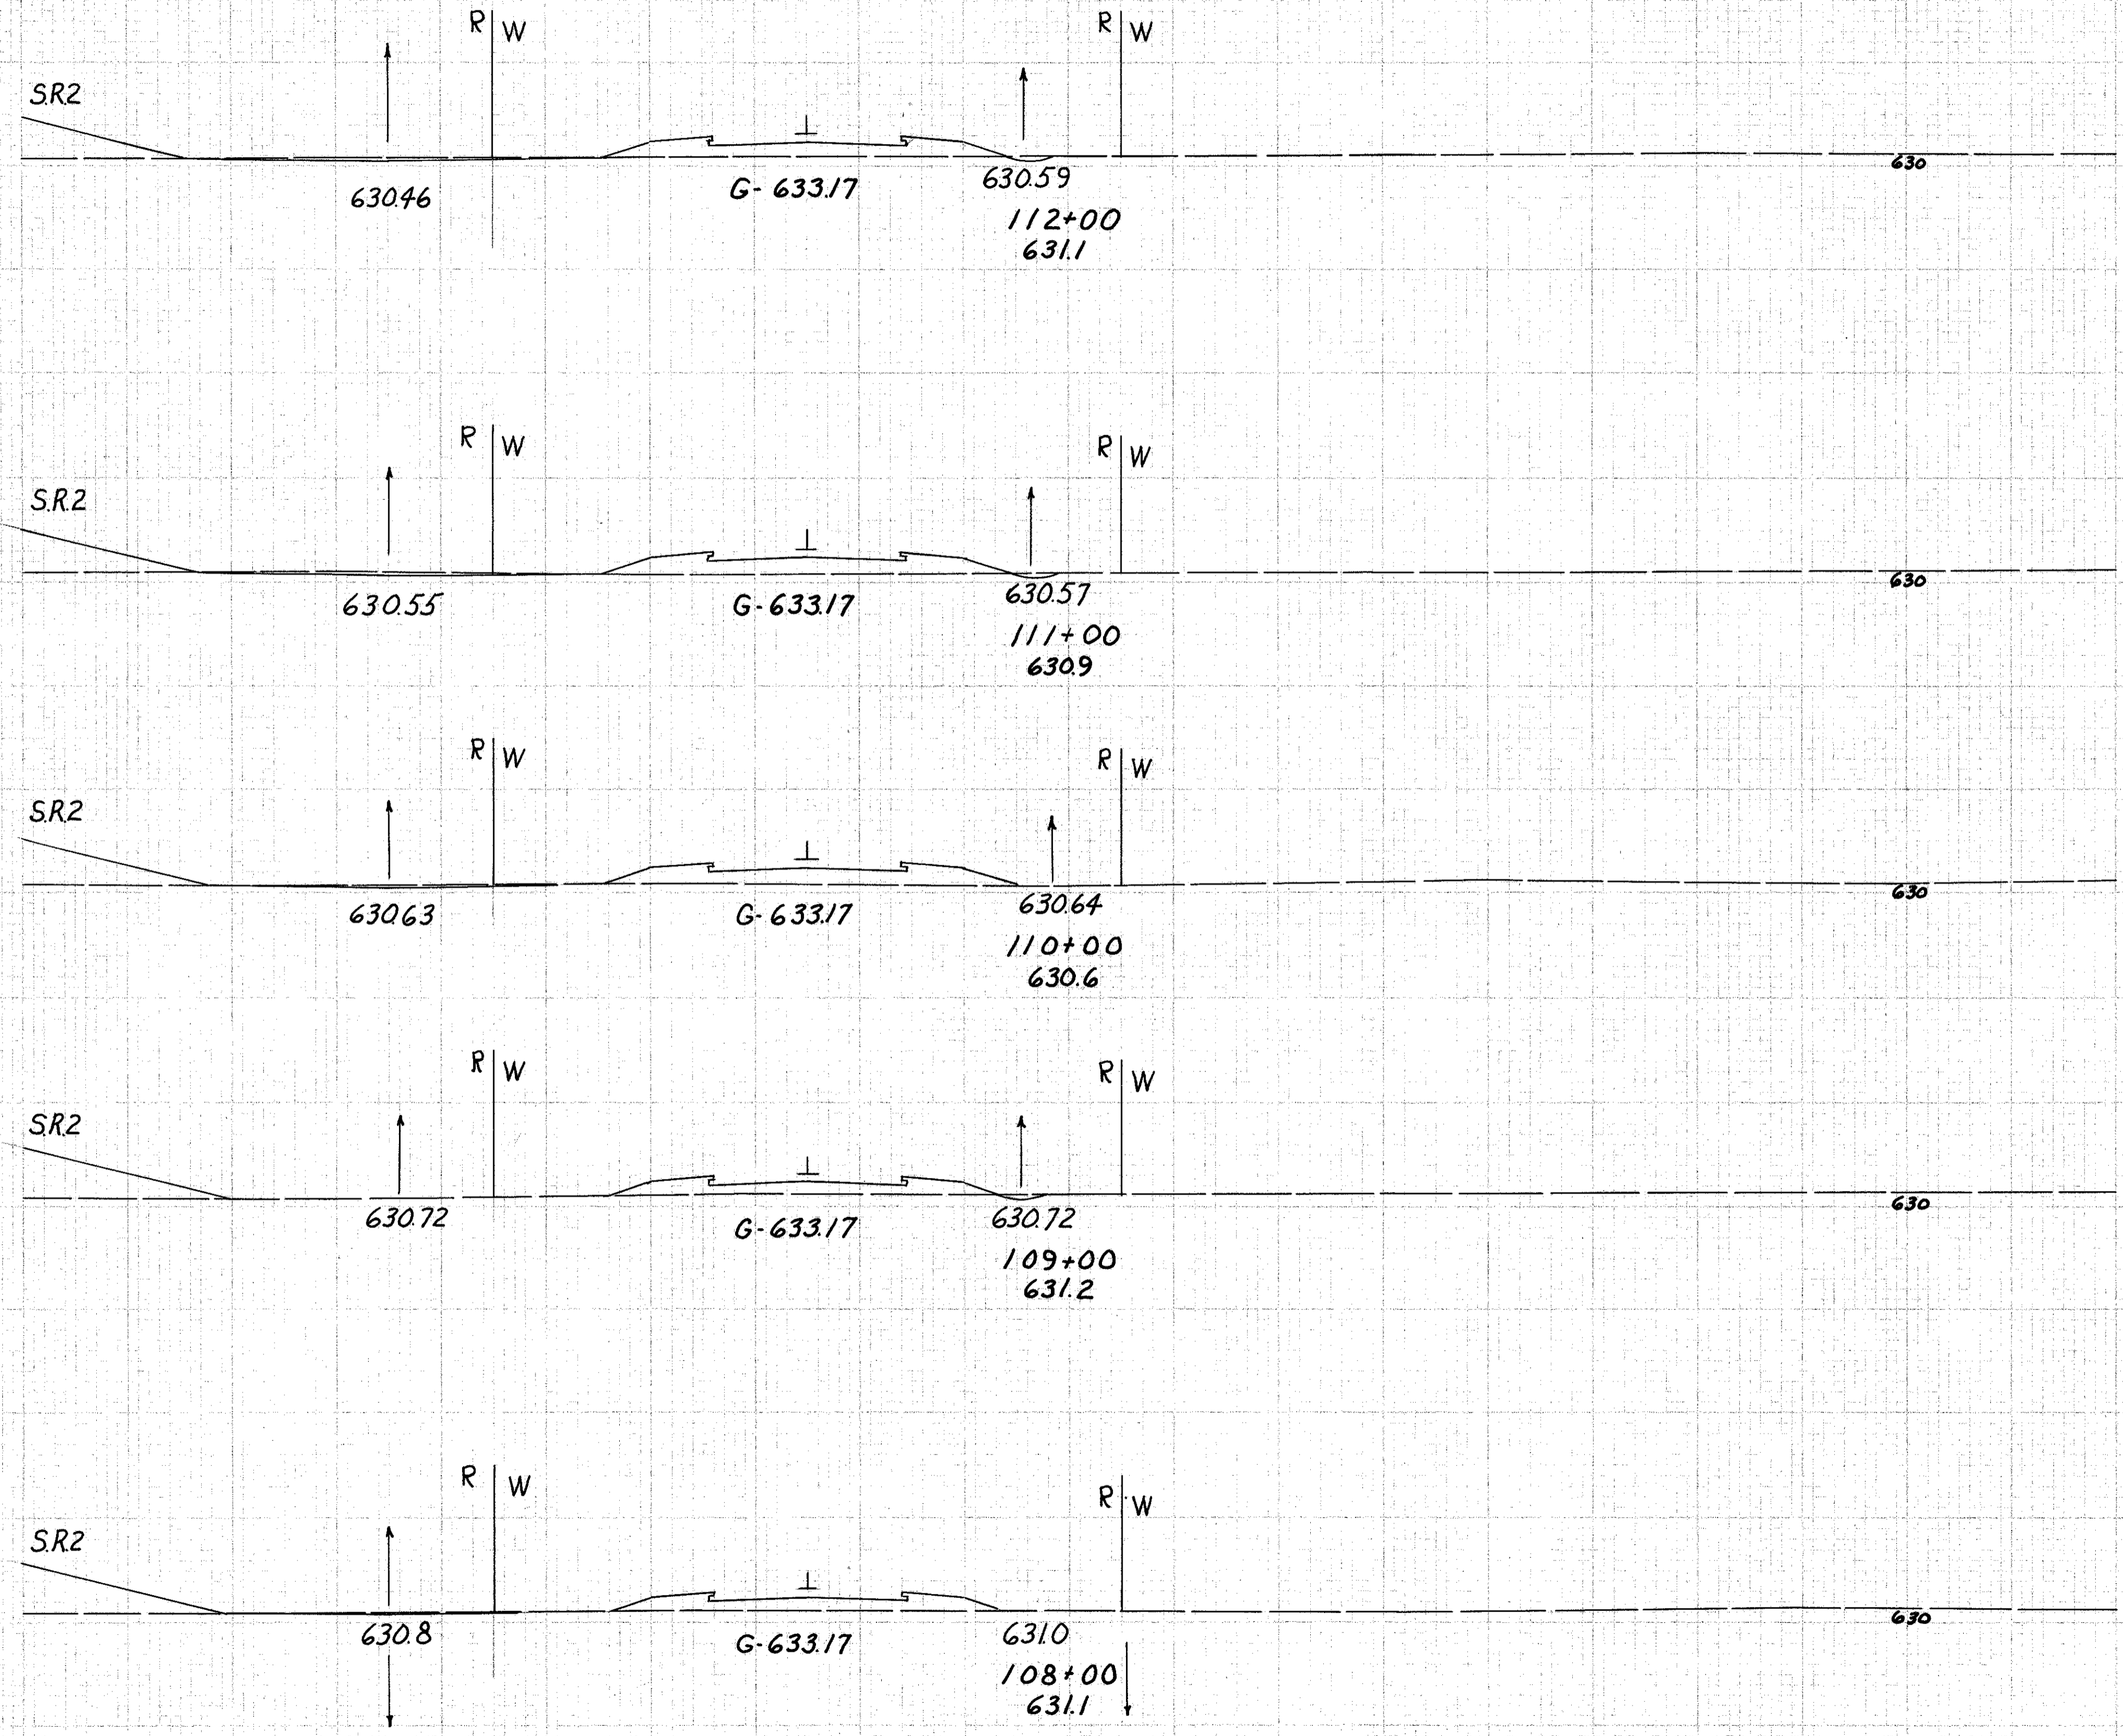 R W R W
S.R.2
630.46 G-633.17 630.59 630
112+00
631.1
R W R W
S.R.2
630.55 G-633.17 630.57 630
111+00
630.9
R W R W
S.R.2
630.63 G-633.17 630.64 630
110+00
630.6
R W R W
S.R.2
630.72 G-633.17 630.72 630
109+00
631.2
R W R W
S.R.2
630.8 G-633.17 631.0 630
108+00
631.1